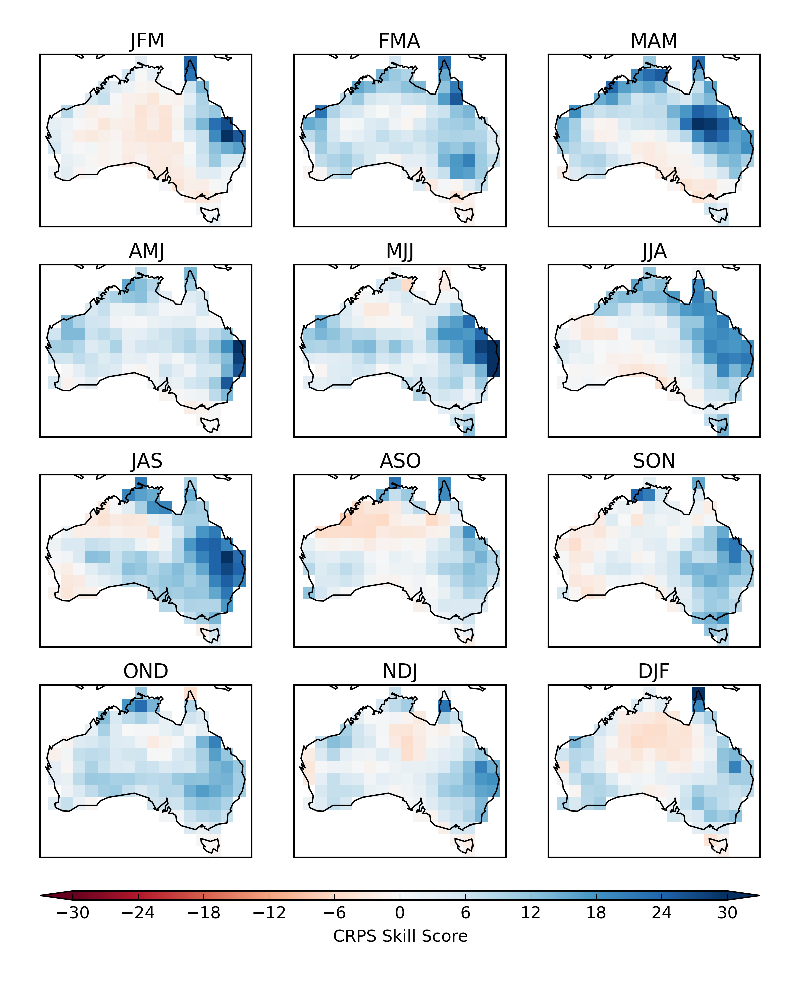 JFM FMA MAM
AMJ MJJ JJA
JAS ASO SON
OND NDJ DJF
−30 −24 −18 −12 −6 0 6 12 18 24 30
CRPS Skill Score